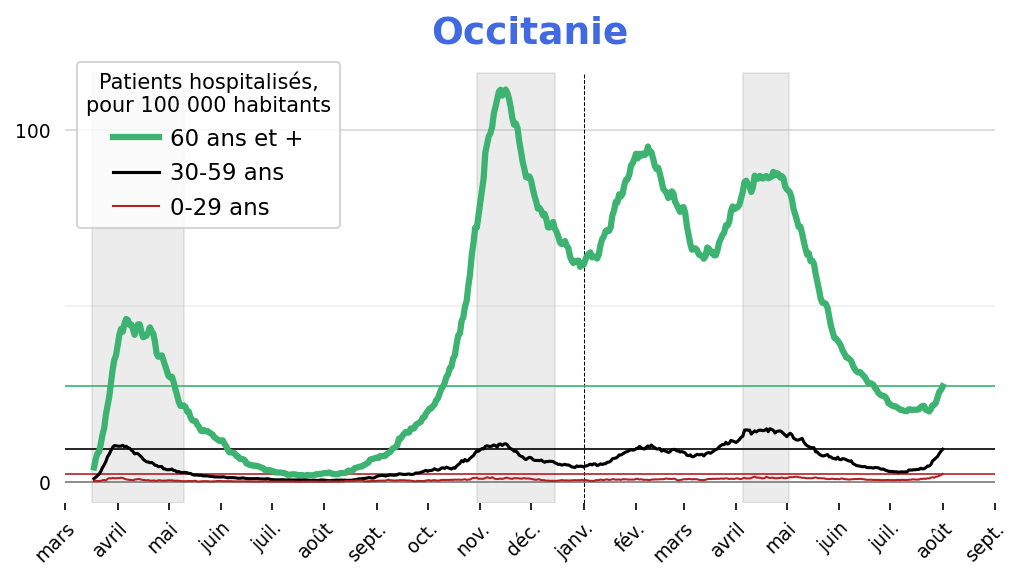 Occitanie
Patients hospitalisés,
pour 100 000 habitants
60 ans et +
30-59 ans
0-29 ans
100
0
mars avril mai juin juil. août sept. oct. nov. déc. janv. fév. mars avril mai juin juil. août sept.